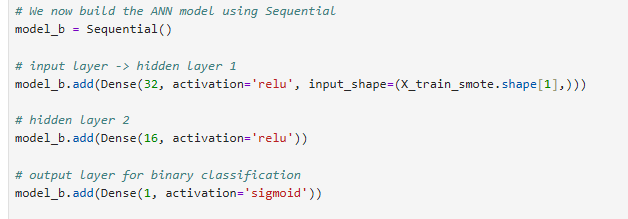 # We now build the ANN model using Sequential
model_b = Sequential()
# input layer -> hidden layer 1
model_b.add(Dense(32, activation='relu', input_shape=(X_train_smote.shape[1],)))
# hidden layer 2
model_b.add(Dense(16, activation='relu'))
# output layer for binary classification
model_b.add(Dense(1, activation='sigmoid'))